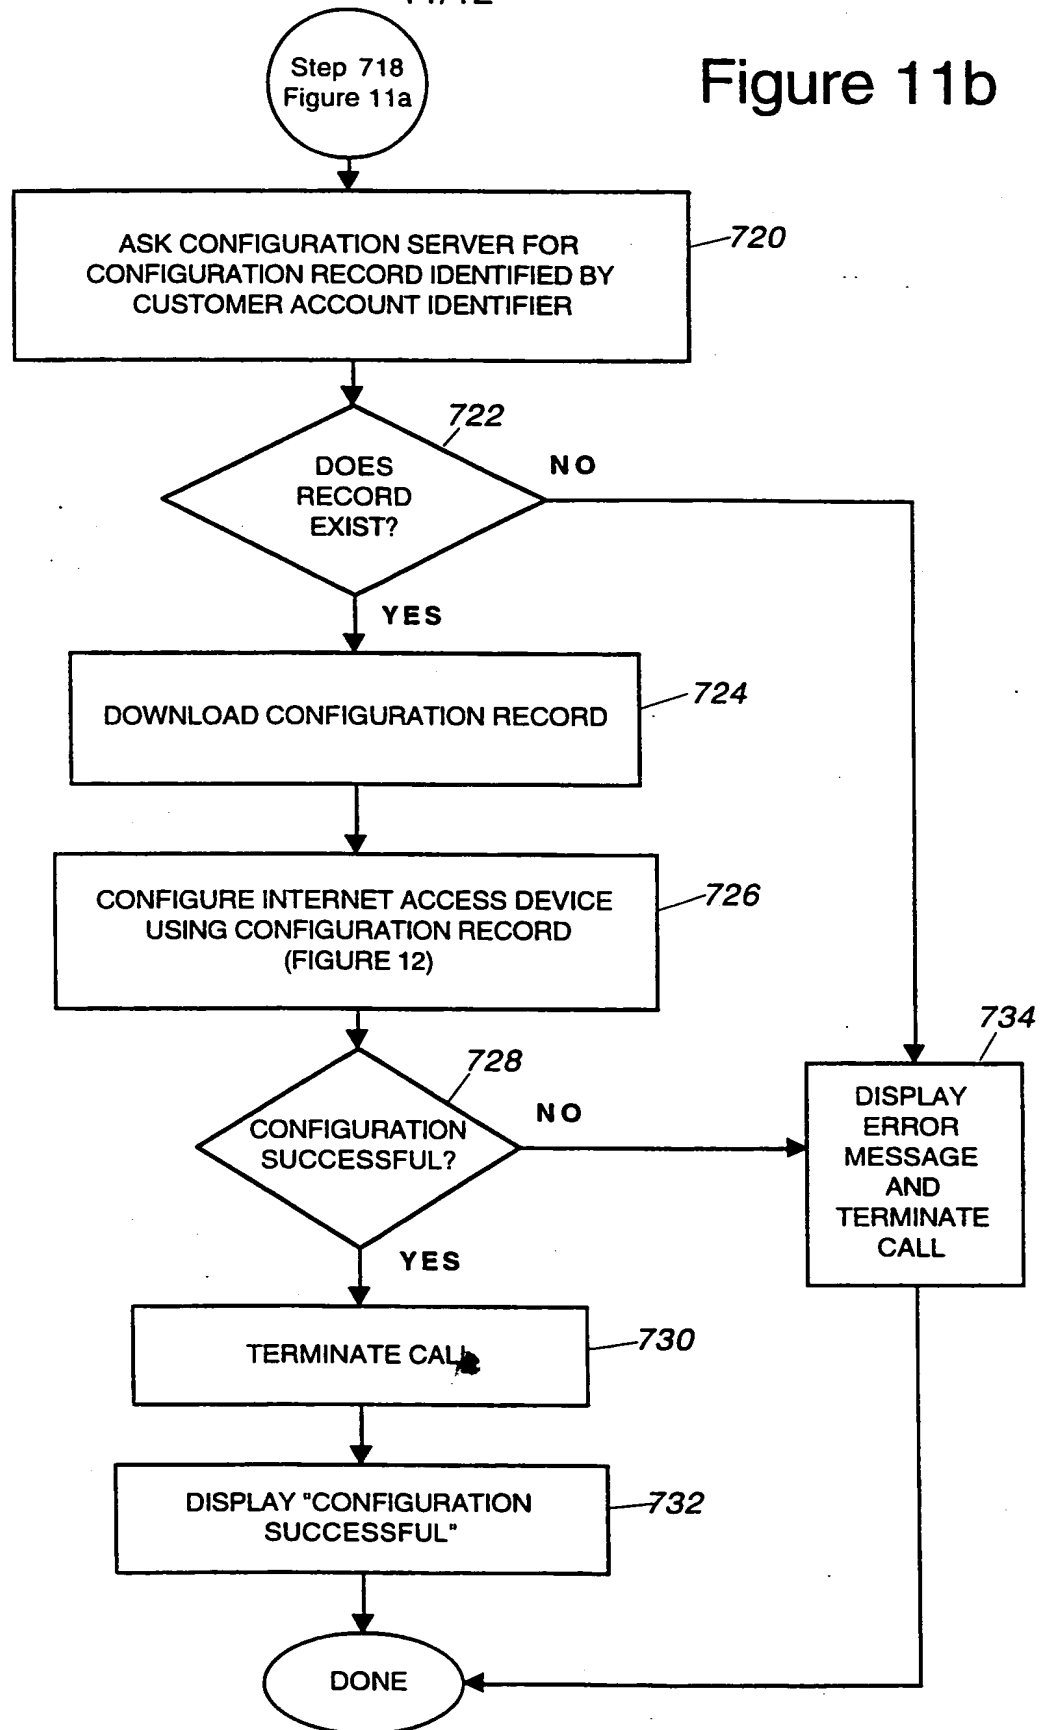 Figure 11b
Step 718
Figure 11a
ASK CONFIGURATION SERVER FOR
CONFIGURATION RECORD IDENTIFIED BY
CUSTOMER ACCOUNT IDENTIFIER
720
722
DOES
RECORD
EXIST?
NO
YES
DOWNLOAD CONFIGURATION RECORD
724
CONFIGURE INTERNET ACCESS DEVICE
USING CONFIGURATION RECORD
(FIGURE 12)
726
728
CONFIGURATION
SUCCESSFUL?
NO
YES
734
DISPLAY
ERROR
MESSAGE
AND
TERMINATE
CALL
TERMINATE CALL
730
DISPLAY "CONFIGURATION
SUCCESSFUL"
732
DONE